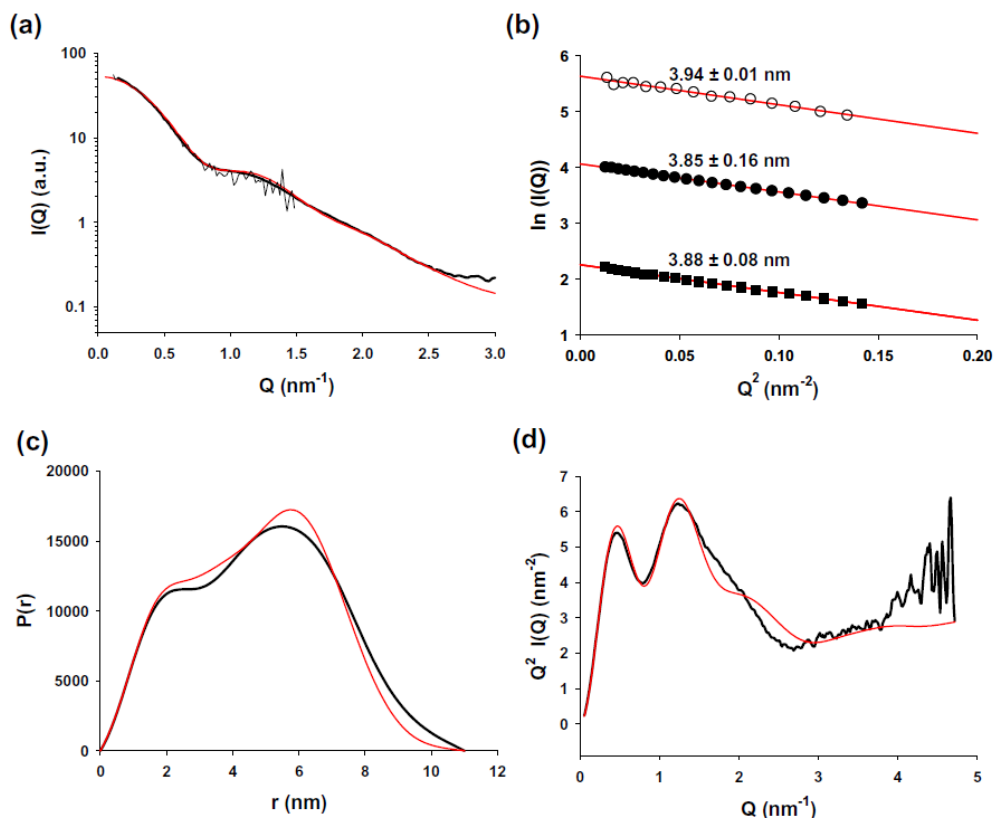 (a)
100
10
1
0.1
I(Q) (a.u.)
0.0 0.5 1.0 1.5 2.0 2.5 3.0
Q (nm⁻¹)
(b)
6
5
4
3
2
1
ln (I(Q))
3.94 ± 0.01 nm
3.85 ± 0.16 nm
3.88 ± 0.08 nm
0.00 0.05 0.10 0.15 0.20
Q² (nm⁻²)
(c)
20000
15000
10000
5000
0
P(r)
0 2 4 6 8 10 12
r (nm)
(d)
7
6
5
4
3
2
1
0
Q² I(Q) (nm⁻²)
0 1 2 3 4 5
Q (nm⁻¹)